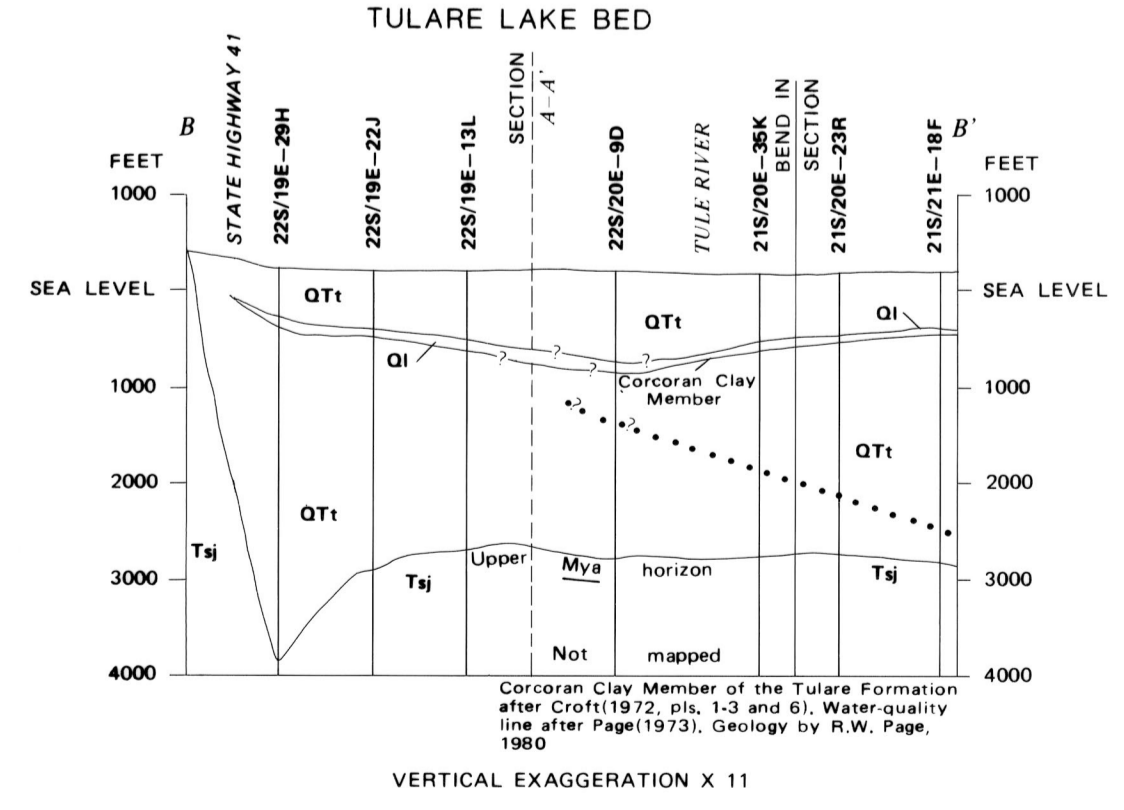 TULARE LAKE BED
B
STATE HIGHWAY 41
22S/19E-29H
22S/19E-22J
22S/19E-13L
SECTION
A-A'
22S/20E-9D
TULE RIVER
21S/20E-35K
BEND IN
SECTION
21S/20E-23R
21S/21E-18F
B'
FEET
FEET
1000
1000
SEA LEVEL
SEA LEVEL
QTt
QTt
Ql
Ql
?
?
?
?
Corcoran Clay
Member
1000
1000
?
?
QTt
2000
2000
QTt
Tsj
Upper Mya horizon
Tsj
Tsj
3000
3000
Not mapped
4000
4000
Corcoran Clay Member of the Tulare Formation
after Croft(1972, pls. 1-3 and 6). Water-quality
line after Page(1973). Geology by R.W. Page,
1980
VERTICAL EXAGGERATION X 11